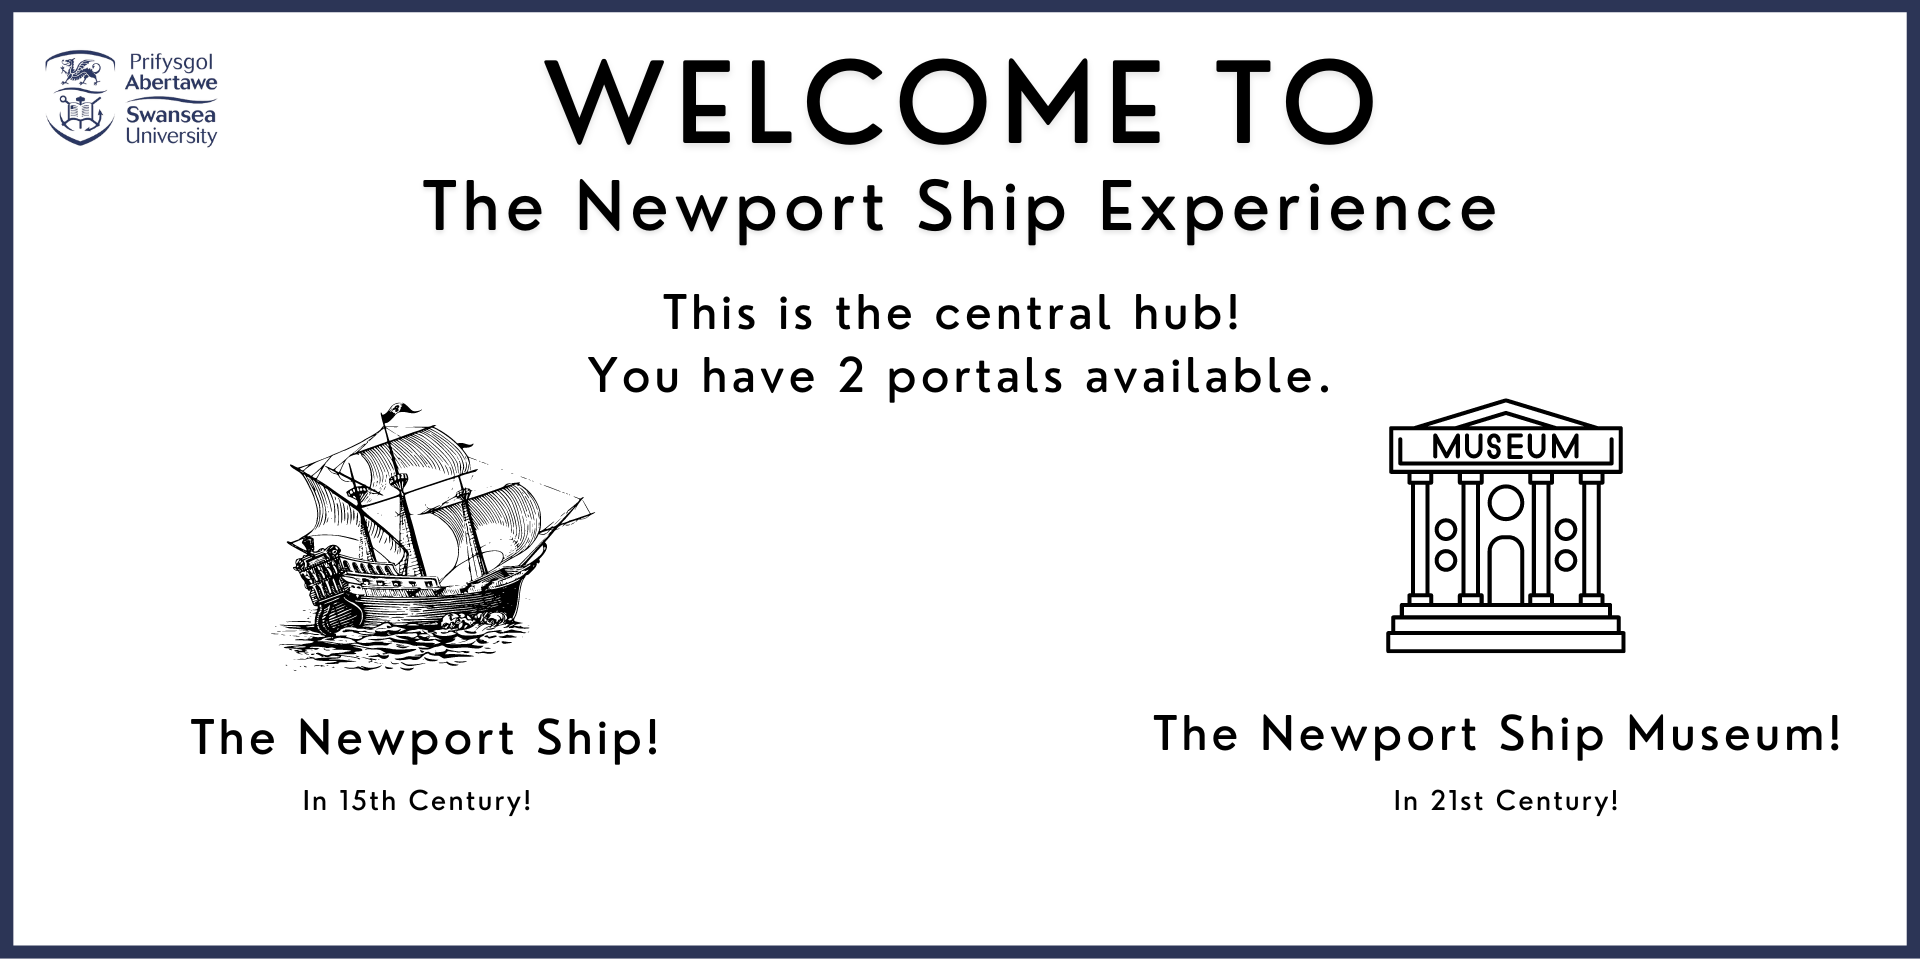 Prifysgol
Abertawe
Swansea
University
WELCOME TO
The Newport Ship Experience
This is the central hub!
You have 2 portals available.
MUSEUM
The Newport Ship!
In 15th Century!
The Newport Ship Museum!
In 21st Century!